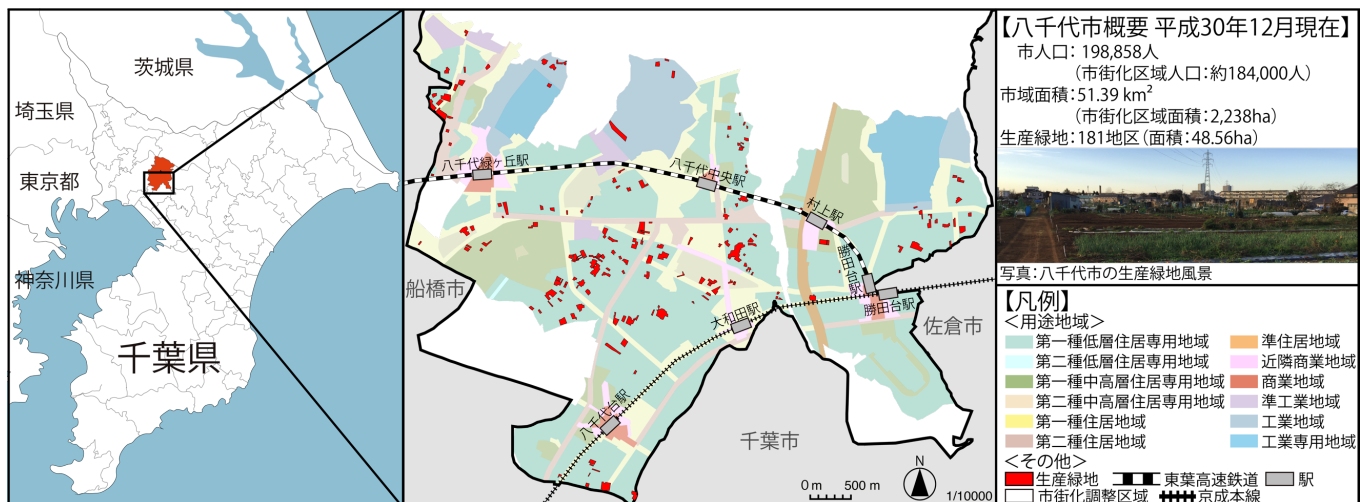 茨城県
埼玉県
東京都
神奈川県
千葉県
八千代緑ヶ丘駅
八千代中央駅
村上駅
勝田台駅
勝田台駅
大和田駅
八千代台駅
船橋市
佐倉市
千葉市
N
0 m 500 m
1/10000
【八千代市概要 平成30年12月現在】
市人口：198,858人
（市街化区域人口：約184,000人）
市域面積：51.39 km²
（市街化区域面積：2,238ha）
生産緑地：181地区（面積：48.56ha）
写真：八千代市の生産緑地風景
【凡例】
＜用途地域＞
第一種低層住居専用地域 準住居地域
第二種低層住居専用地域 近隣商業地域
第一種中高層住居専用地域 商業地域
第二種中高層住居専用地域 準工業地域
第一種住居地域 工業地域
第二種住居地域 工業専用地域
＜その他＞
生産緑地 東葉高速鉄道 駅
市街化調整区域 京成本線